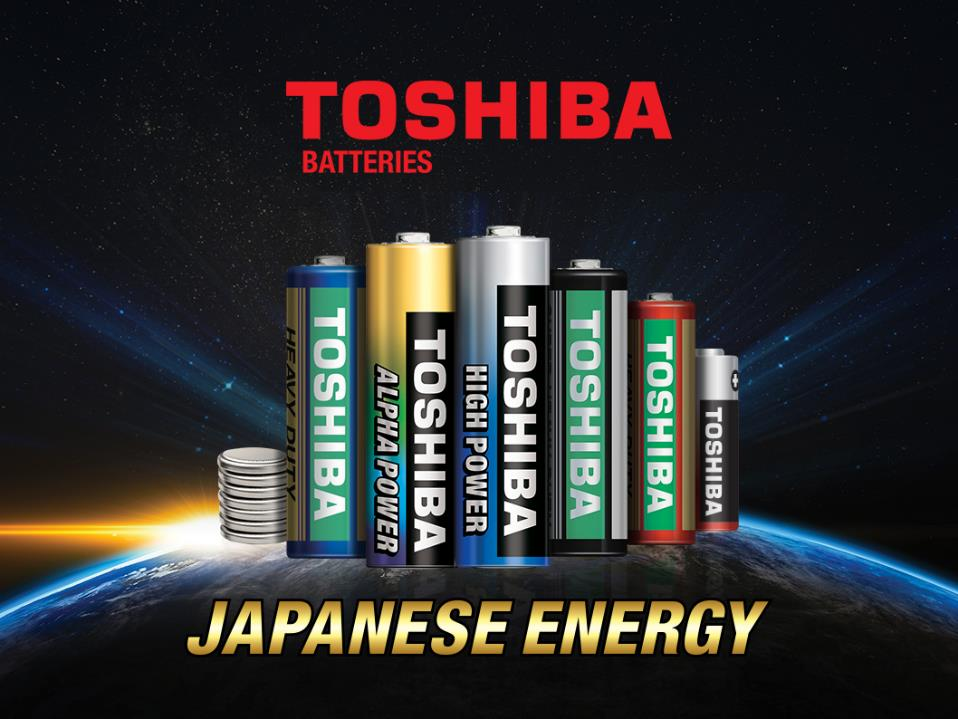 TOSHIBA
BATTERIES
HEAVY DUTY
TOSHIBA
ALPHA POWER
TOSHIBA
HIGH POWER
TOSHIBA
TOSHIBA
TOSHIBA
TOSHIBA
JAPANESE ENERGY